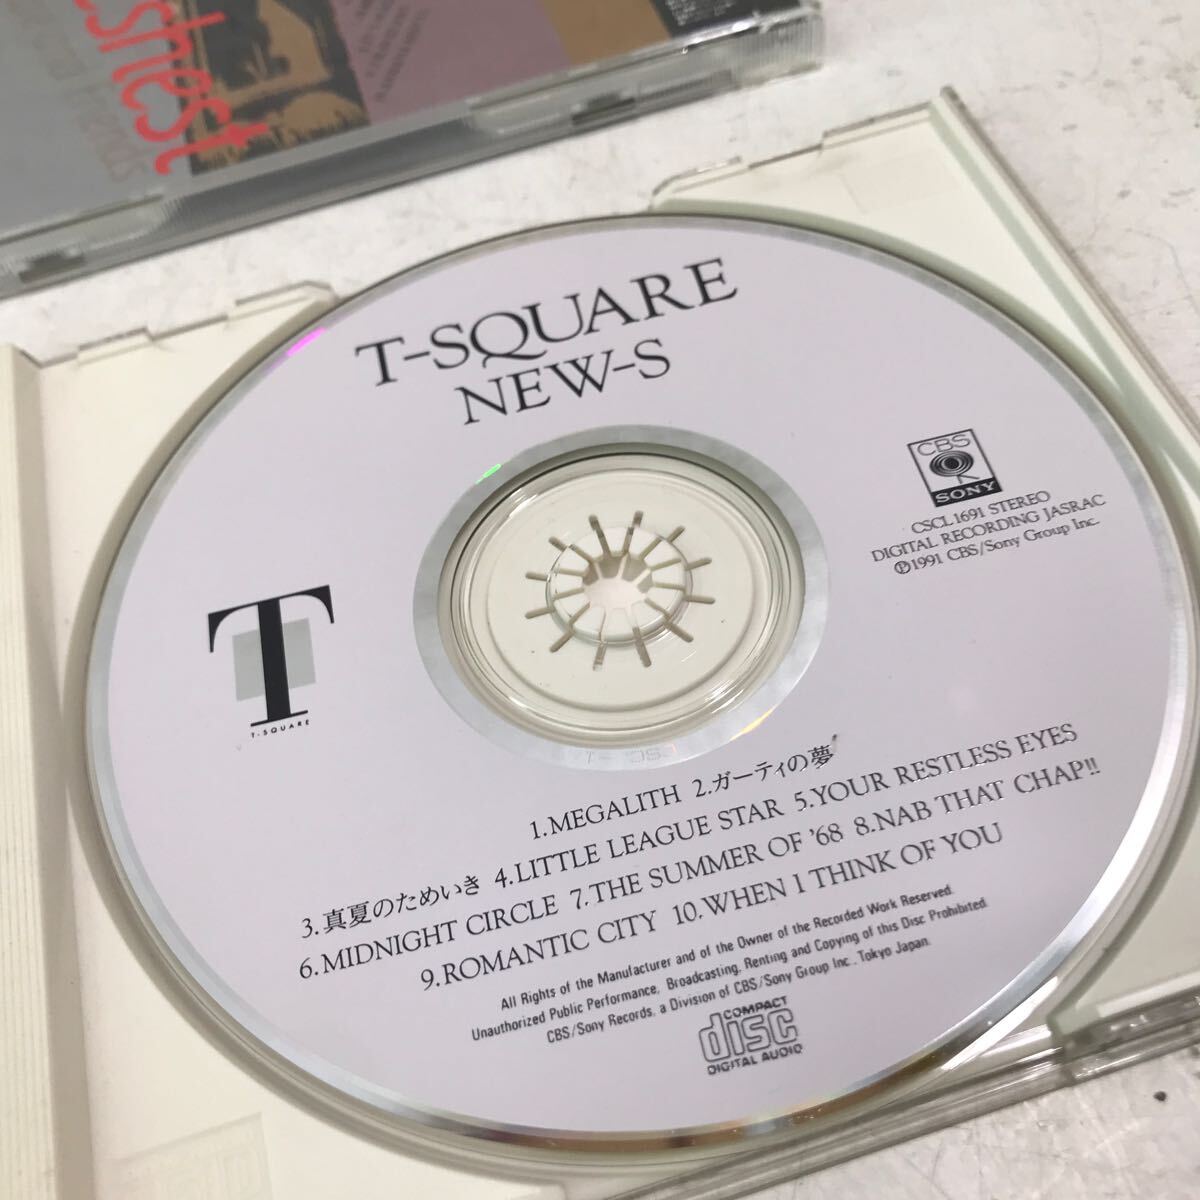 shest
T-SQUARE
NEW-S
CBS
SONY
CSCL 1691 STEREO
DIGITAL RECORDING JASRAC
Ⓟ1991 CBS/Sony Group Inc.
T
T-SQUARE
1.MEGALITH 2.ガーティの夢
3.真夏のためいき 4.LITTLE LEAGUE STAR 5.YOUR RESTLESS EYES
6.MIDNIGHT CIRCLE 7.THE SUMMER OF '68 8.NAB THAT CHAP!!
9.ROMANTIC CITY 10.WHEN I THINK OF YOU
All Rights of the Manufacturer and of the Owner of the Recorded Work Reserved.
Unauthorized Public Performance, Broadcasting, Renting and Copying of this Disc Prohibited.
CBS/Sony Records, a Division of CBS/Sony Group Inc., Tokyo Japan.
COMPACT
disc
DIGITAL AUDIO